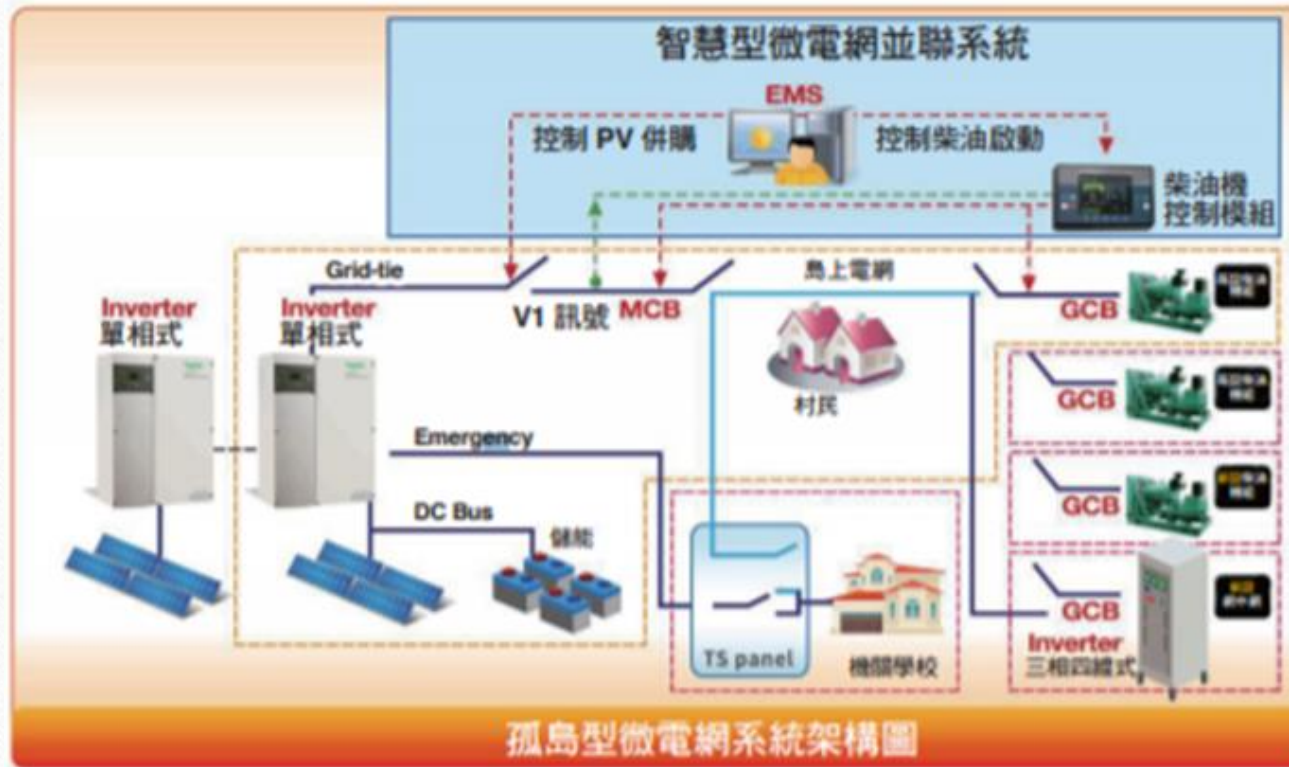 智慧型微電網並聯系統
EMS
控制 PV 併購
控制柴油啟動
柴油機
控制模組
Grid-tie
島上電網
Inverter
單相式
Inverter
單相式
V1 訊號
MCB
GCB
村民
GCB
Emergency
GCB
DC Bus
儲能
GCB
TS panel
機關學校
Inverter
三相四線式
孤島型微電網系統架構圖